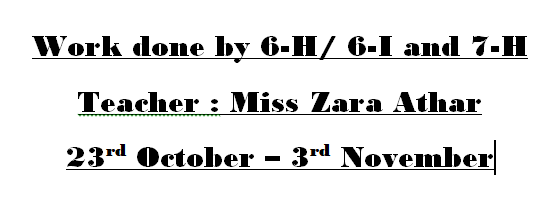 Work done by 6-H/ 6-I and 7-H
Teacher : Miss Zara Athar
23rd October – 3rd November